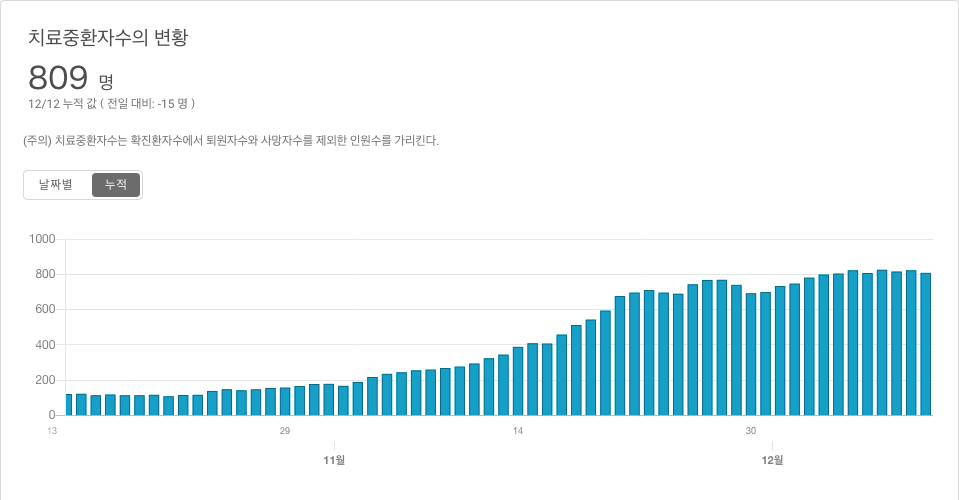 치료중환자수의 변황
809 명
12/12 누적 값 ( 전일 대비: -15 명 )
(주의) 치료중환자수는 확진환자수에서 퇴원자수와 사망자수를 제외한 인원수를 가리킨다.
날짜별 누적
1000
800
600
400
200
0
13 29 14 30
11월 12월